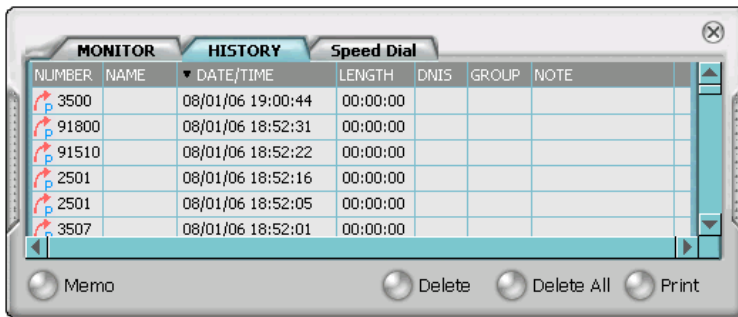 MONITOR HISTORY Speed Dial
NUMBER NAME ▼ DATE/TIME LENGTH DNIS GROUP NOTE
P 3500 08/01/06 19:00:44 00:00:00
P 91800 08/01/06 18:52:31 00:00:00
P 91510 08/01/06 18:52:22 00:00:00
P 2501 08/01/06 18:52:16 00:00:00
P 2501 08/01/06 18:52:05 00:00:00
P 3507 08/01/06 18:52:01 00:00:00
Memo Delete Delete All Print